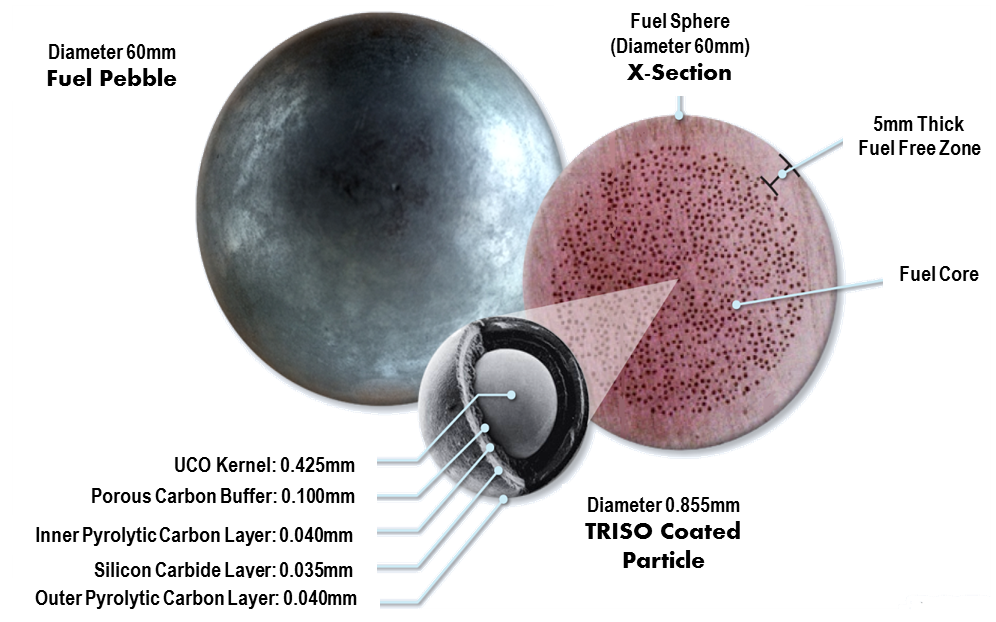 Diameter 60mm
Fuel Pebble
Fuel Sphere
(Diameter 60mm)
X-Section
5mm Thick
Fuel Free Zone
Fuel Core
UCO Kernel: 0.425mm
Porous Carbon Buffer: 0.100mm
Inner Pyrolytic Carbon Layer: 0.040mm
Silicon Carbide Layer: 0.035mm
Outer Pyrolytic Carbon Layer: 0.040mm
Diameter 0.855mm
TRISO Coated
Particle